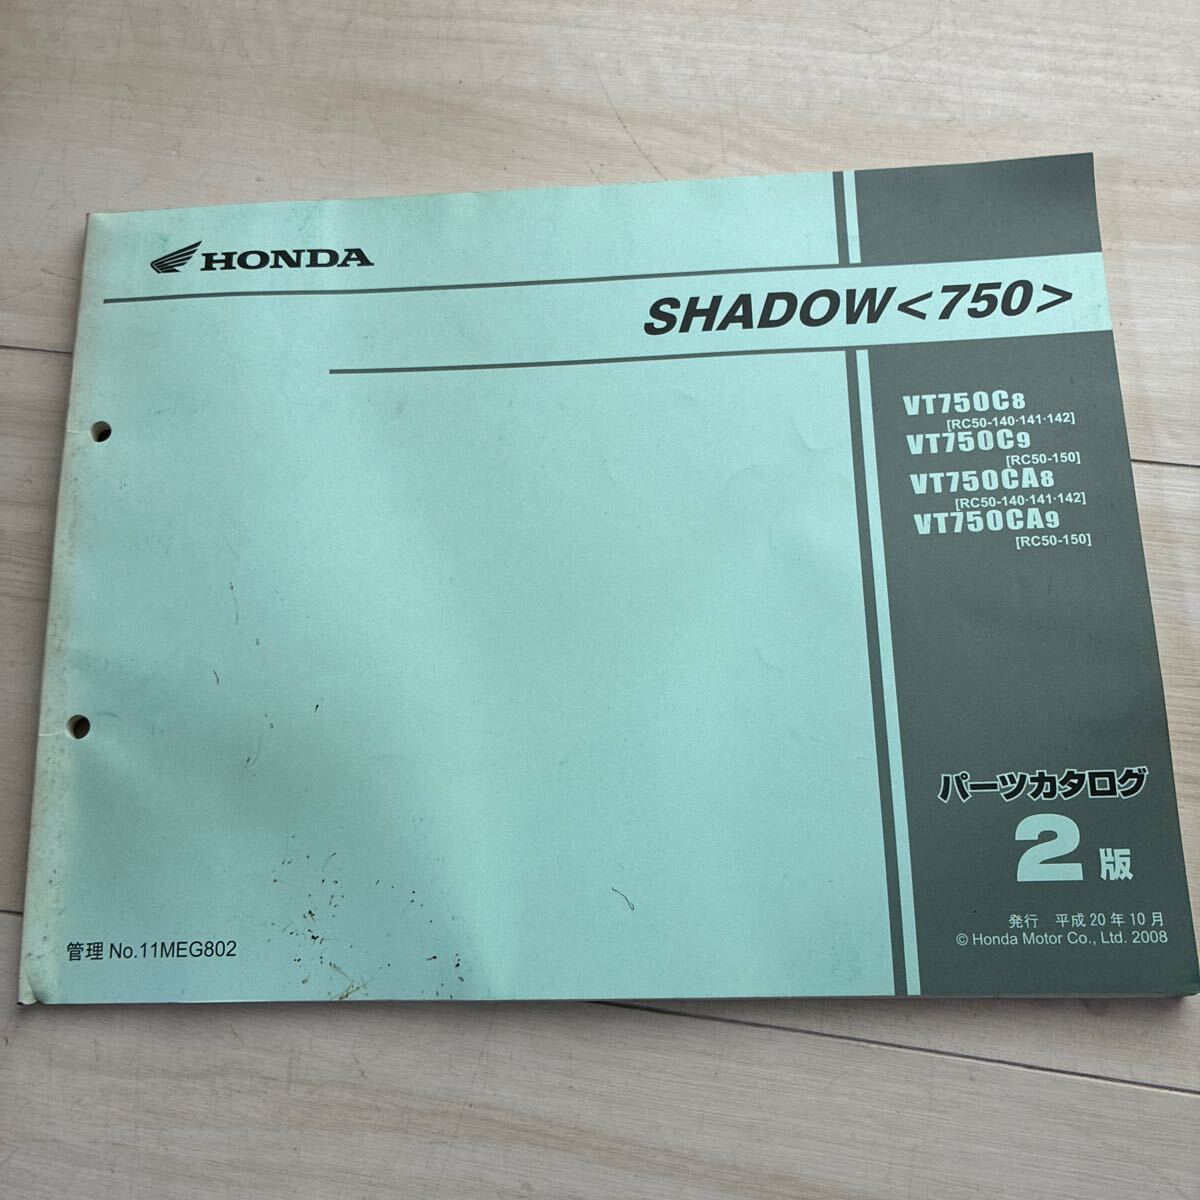 HONDA
SHADOW<750>
VT750C8
[RC50-140·141·142]
VT750C9
[RC50-150]
VT750CA8
[RC50-140·141·142]
VT750CA9
[RC50-150]
パーツカタログ
2版
発行 平成20年10月
© Honda Motor Co., Ltd. 2008
管理 No.11MEG802